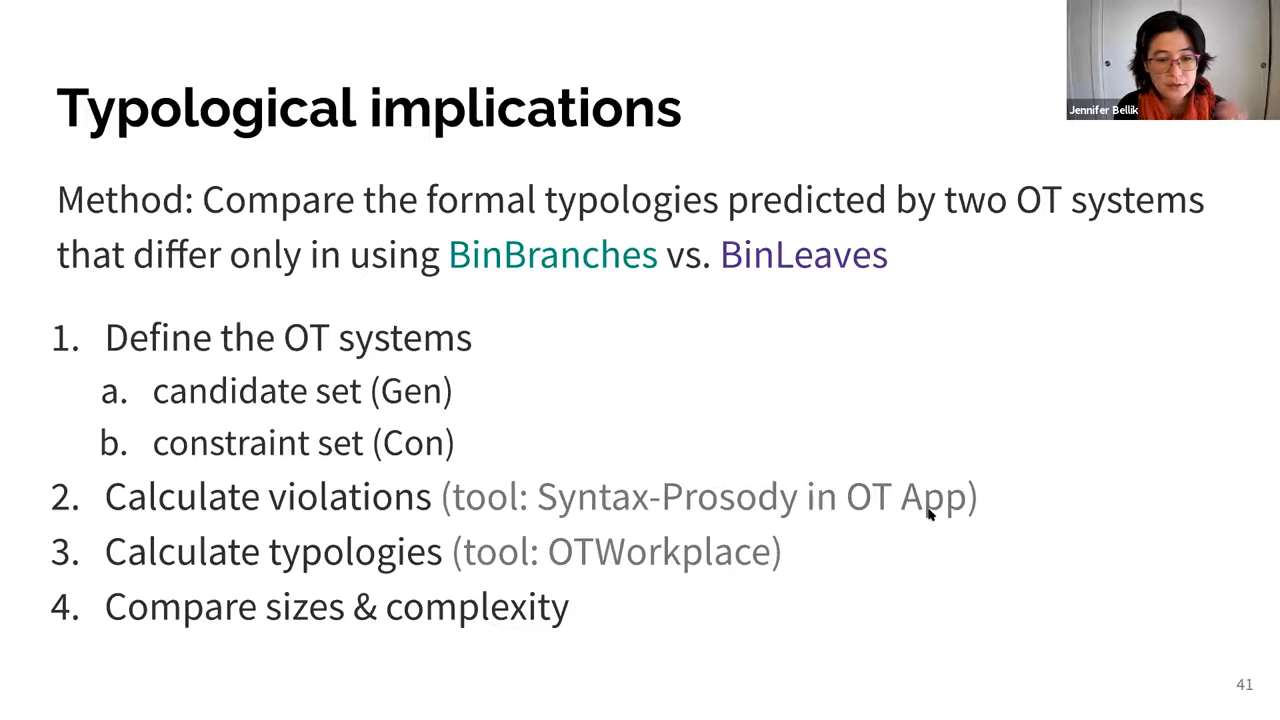 Typological implications
Jennifer Bellik
Method: Compare the formal typologies predicted by two OT systems
that differ only in using BinBranches vs. BinLeaves
1. Define the OT systems
a. candidate set (Gen)
b. constraint set (Con)
2. Calculate violations (tool: Syntax-Prosody in OT App)
3. Calculate typologies (tool: OTWorkplace)
4. Compare sizes & complexity
41